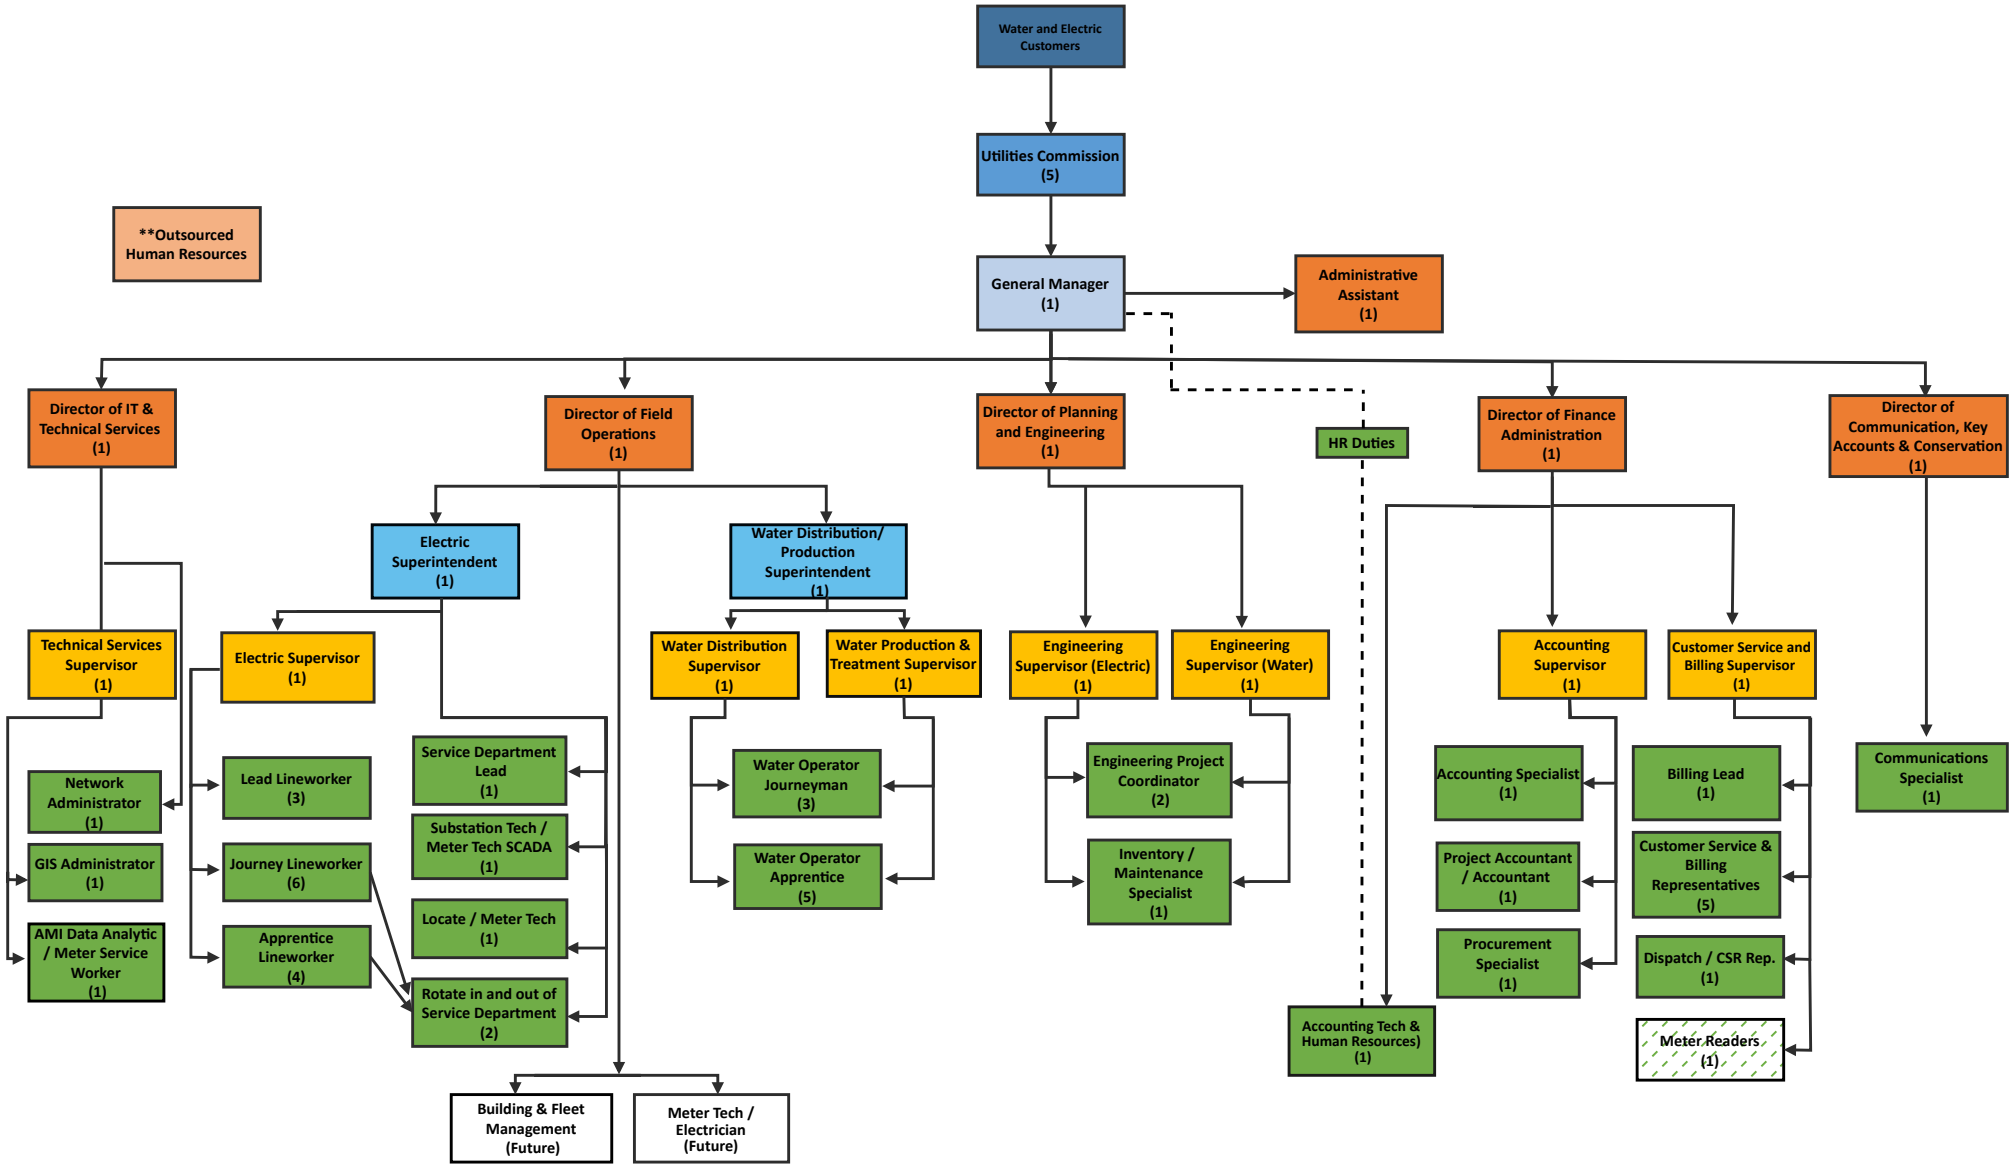 Water and Electric
Customers
Utilities Commission
(5)
**Outsourced
Human Resources
General Manager
(1)
Administrative
Assistant
(1)
Director of IT &
Technical Services
(1)
Director of Field
Operations
(1)
Director of Planning
and Engineering
(1)
HR Duties
Director of Finance
Administration
(1)
Director of
Communication, Key
Accounts & Conservation
(1)
Electric
Superintendent
(1)
Water Distribution/
Production
Superintendent
(1)
Technical Services
Supervisor
(1)
Electric Supervisor
(1)
Water Distribution
Supervisor
(1)
Water Production &
Treatment Supervisor
(1)
Engineering
Supervisor (Electric)
(1)
Engineering
Supervisor (Water)
(1)
Accounting
Supervisor
(1)
Customer Service and
Billing Supervisor
(1)
Network
Administrator
(1)
GIS Administrator
(1)
AMI Data Analytic
/ Meter Service
Worker
(1)
Lead Lineworker
(3)
Journey Lineworker
(6)
Apprentice
Lineworker
(4)
Service Department
Lead
(1)
Substation Tech /
Meter Tech SCADA
(1)
Locate / Meter Tech
(1)
Rotate in and out of
Service Department
(2)
Water Operator
Journeyman
(3)
Water Operator
Apprentice
(5)
Engineering Project
Coordinator
(2)
Inventory /
Maintenance
Specialist
(1)
Accounting Specialist
(1)
Project Accountant
/ Accountant
(1)
Procurement
Specialist
(1)
Billing Lead
(1)
Customer Service &
Billing
Representatives
(5)
Dispatch / CSR Rep.
(1)
Meter Readers
(1)
Communications
Specialist
(1)
Accounting Tech &
Human Resources)
(1)
Building & Fleet
Management
(Future)
Meter Tech /
Electrician
(Future)